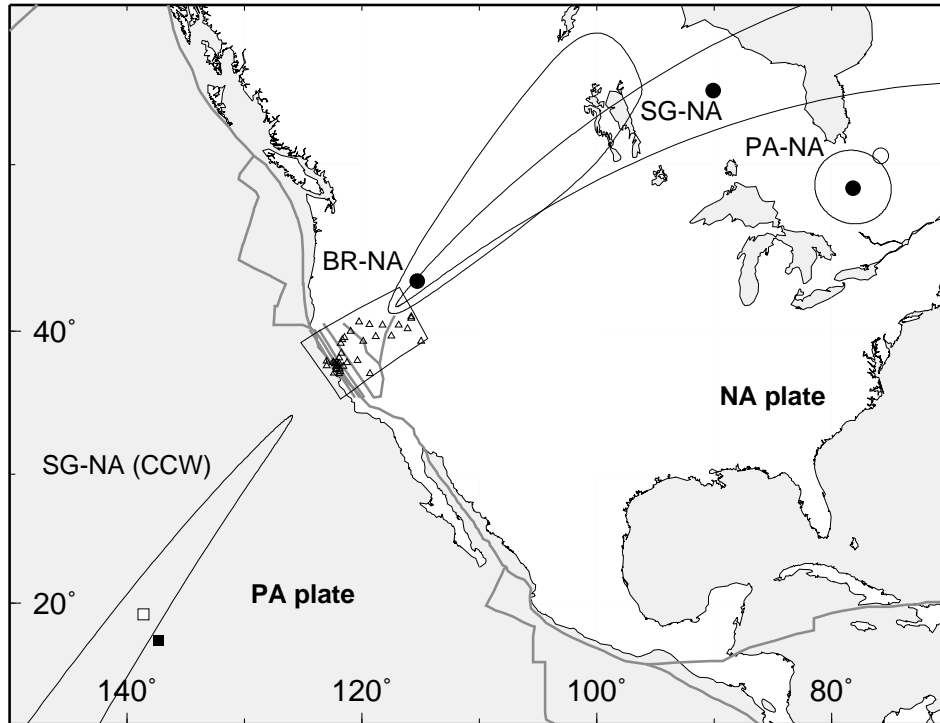 SG-NA
PA-NA
BR-NA
40°
NA plate
SG-NA (CCW)
PA plate
20°
140° 120° 100° 80°